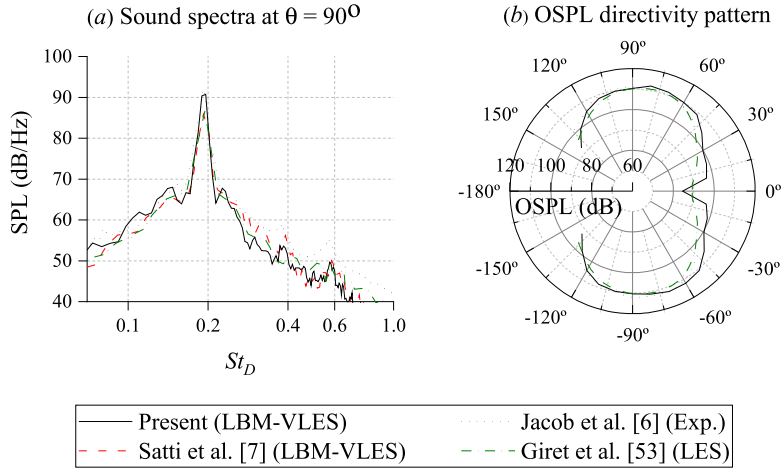 (a) Sound spectra at θ = 90º
(b) OSPL directivity pattern
100
90
80
70
60
50
40
SPL (dB/Hz)
0.1
0.2
0.4
0.6
1.0
St_D
90º
120º
60º
150º
30º
120
100
80
60
-180º
0º
OSPL (dB)
-150º
-30º
-120º
-60º
-90º
Present (LBM-VLES)
Jacob et al. [6] (Exp.)
Satti et al. [7] (LBM-VLES)
Giret et al. [53] (LES)